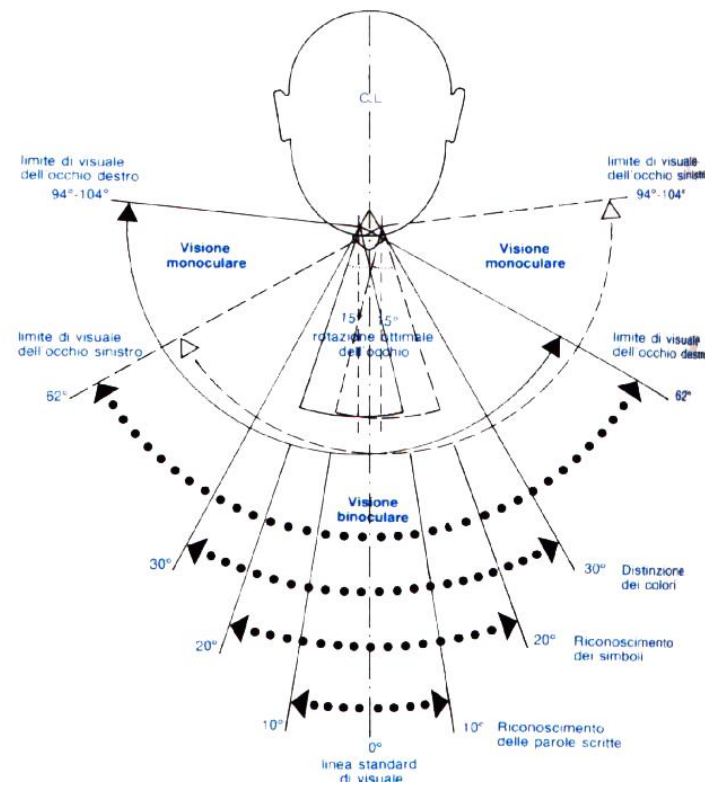 C.L
limite di visuale
dell'occhio destro
94°-104°
limite di visuale
dell'occhio sinistr
94°-104°
Visione
monoculare
Visione
monoculare
15
15°
rotazione ottimale
dell'occhio
limite di visuale
dell'occhio sinistro
62°
limite di visuale
dell'occhio destro
62°
Visione
binoculare
30°
30°
Distinzione
dei colori
20°
20°
Riconoscimento
dei simboli
10°
10°
Riconoscimento
delle parole scritte
0°
linea standard
di visuale